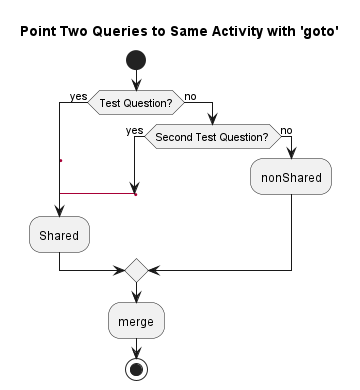 Point Two Queries to Same Activity with 'goto'
yes
Test Question?
no
yes
Second Test Question?
no
nonShared
Shared
merge